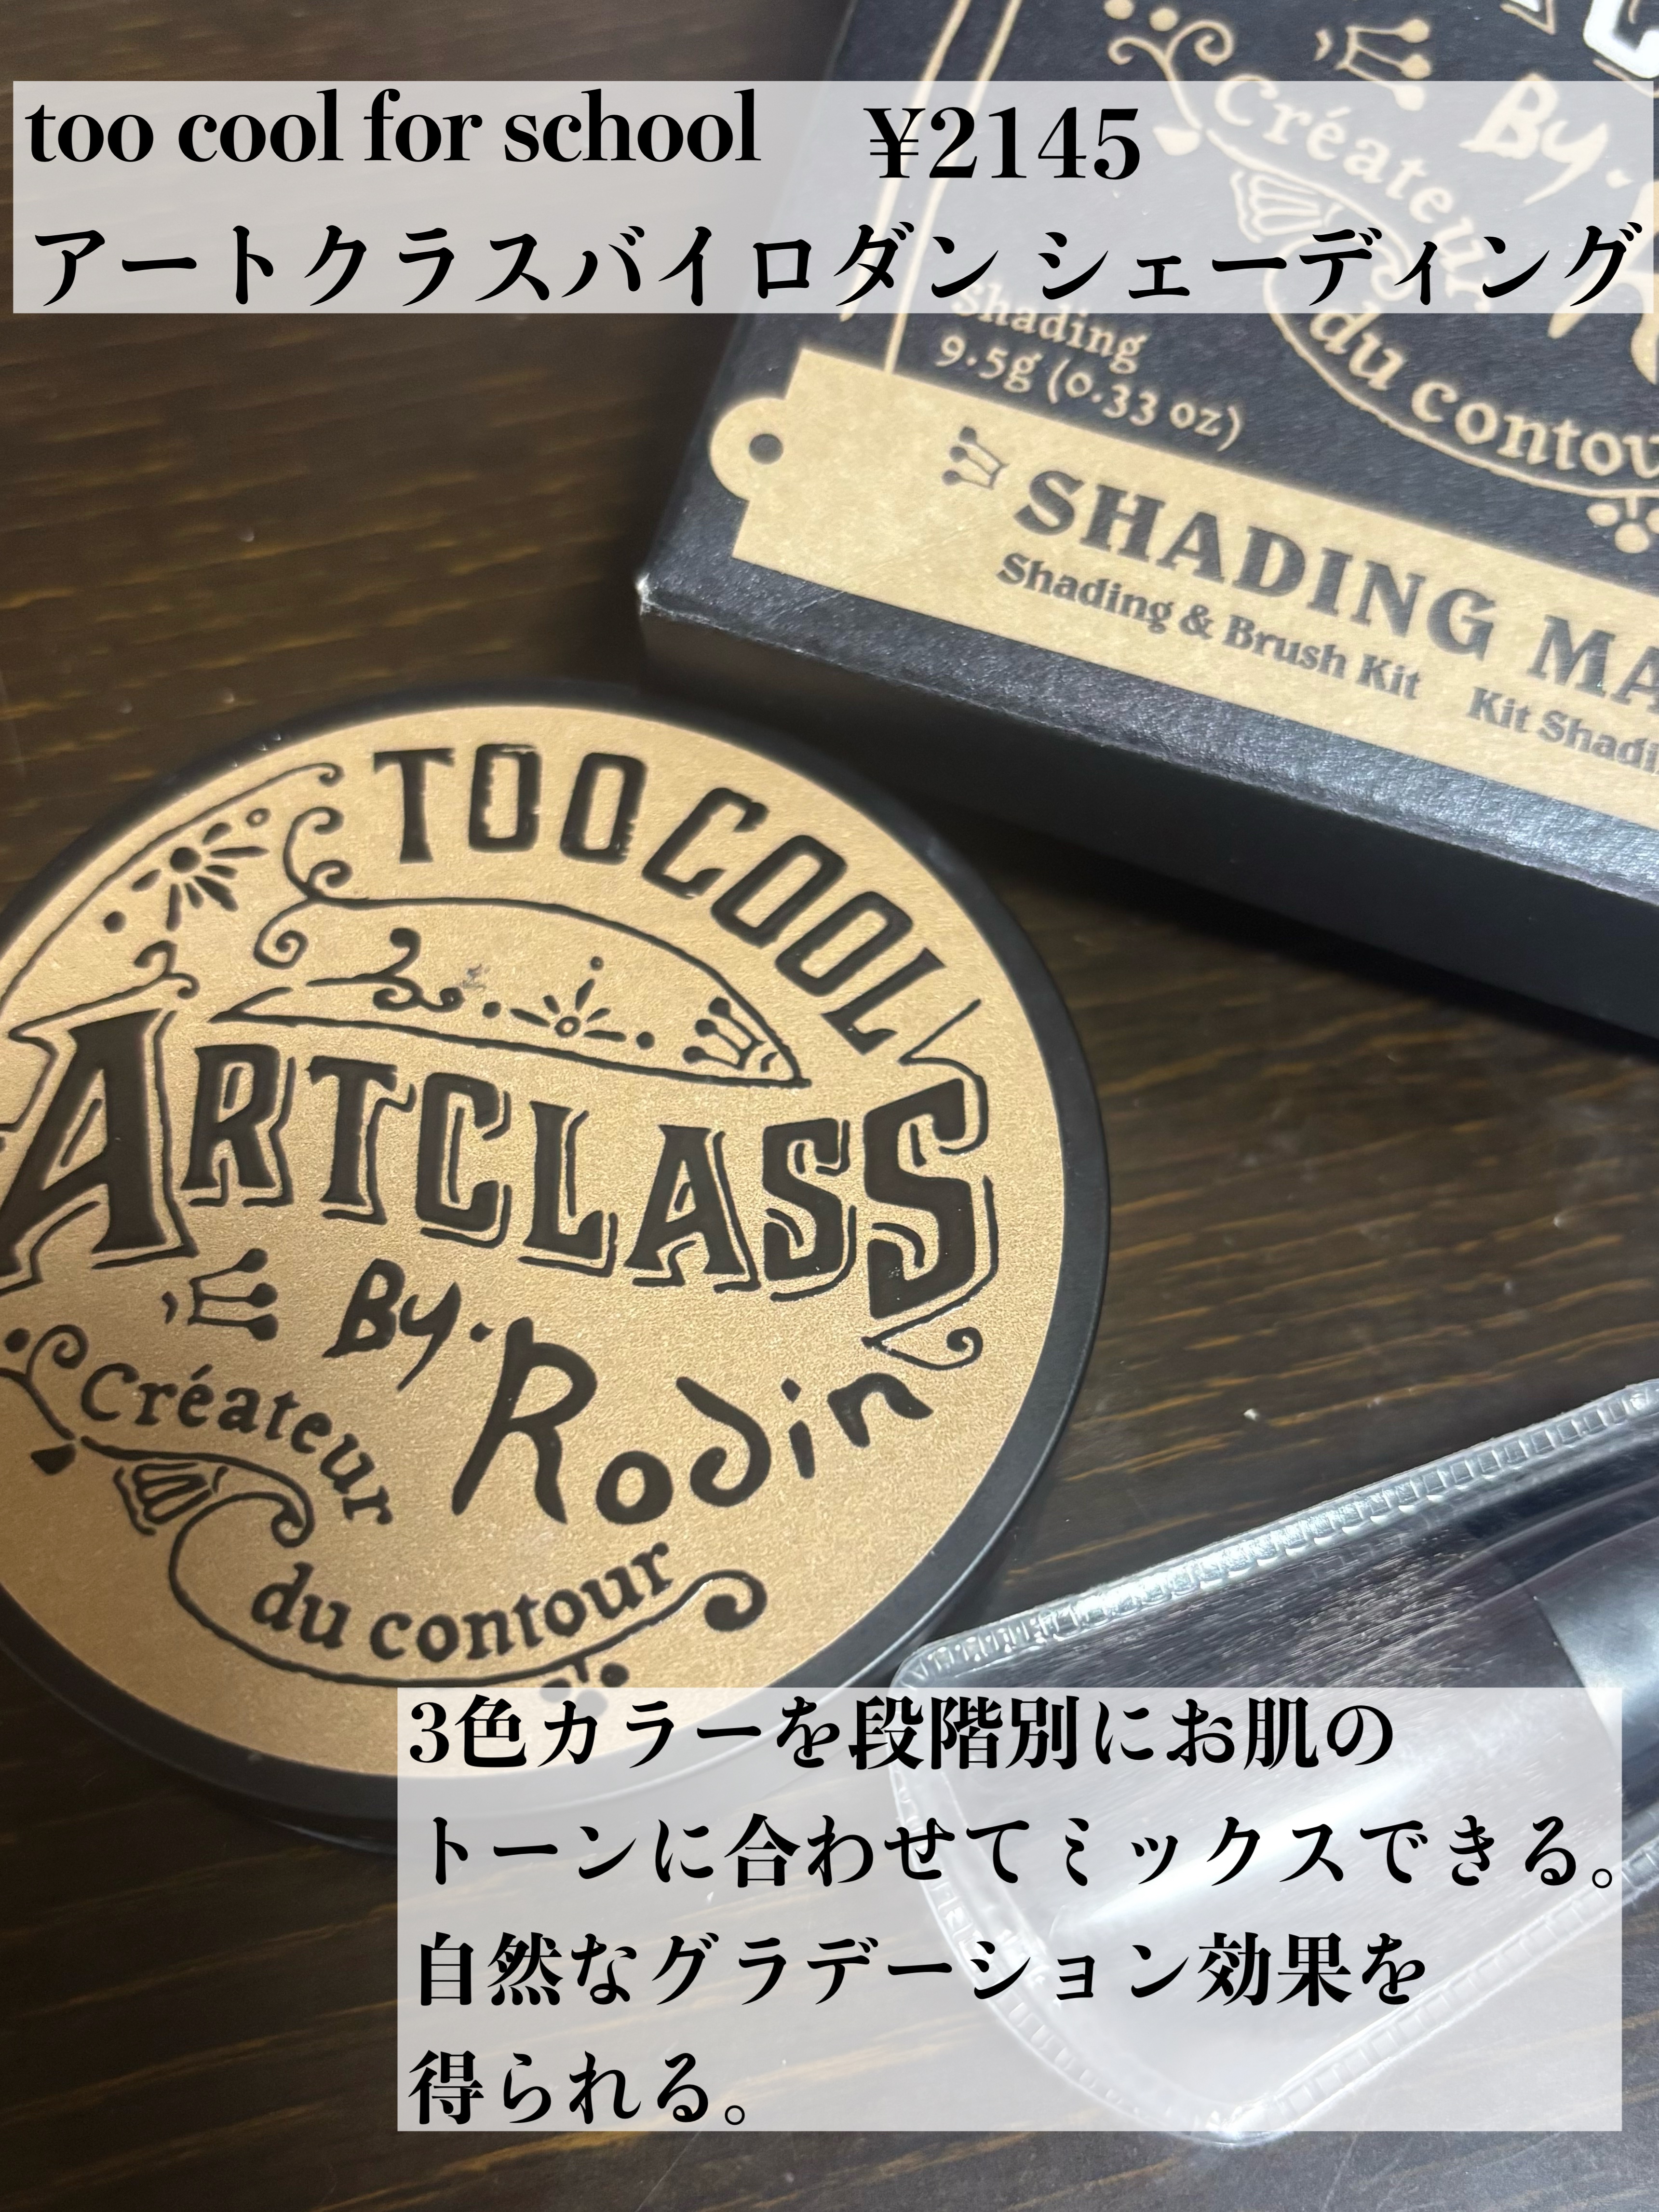 too cool for school ¥2145
アートクラスバイロダン シェーディング
By.
Créateur
du contou
Shading
9.5g (0.33 oz)
SHADING MA
Shading & Brush Kit Kit Shadi
TOO COOL
ARTCLASS
By. Rodin
Créateur
du contour
3色カラーを段階別にお肌の
トーンに合わせてミックスできる。
自然なグラデーション効果を
得られる。